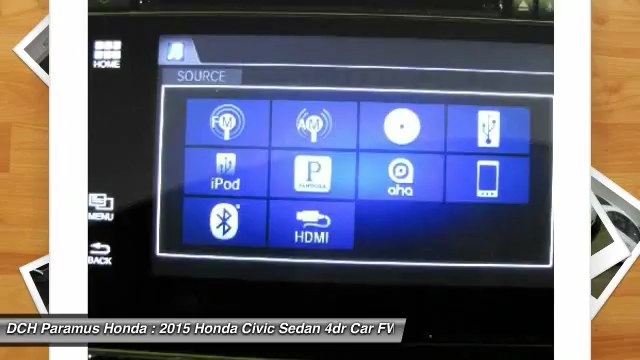 HOME
SOURCE
FM
AM
iPod
P
PANDORA
aha
MENU
HDMI
BACK
DCH Paramus Honda : 2015 Honda Civic Sedan 4dr Car FW